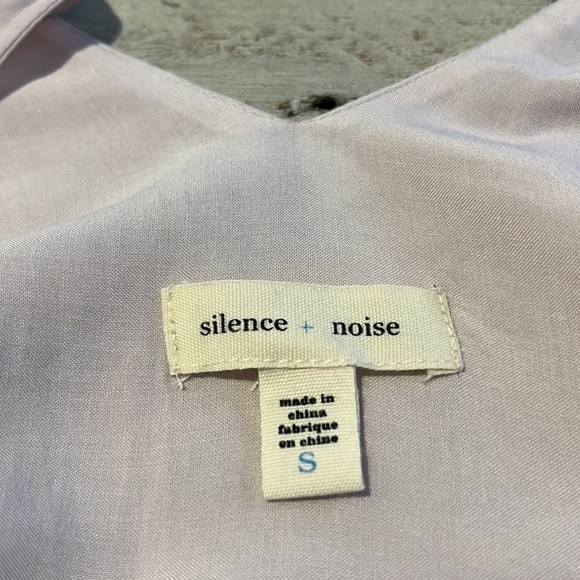 silence + noise
made in
china
fabrique
en chine
S